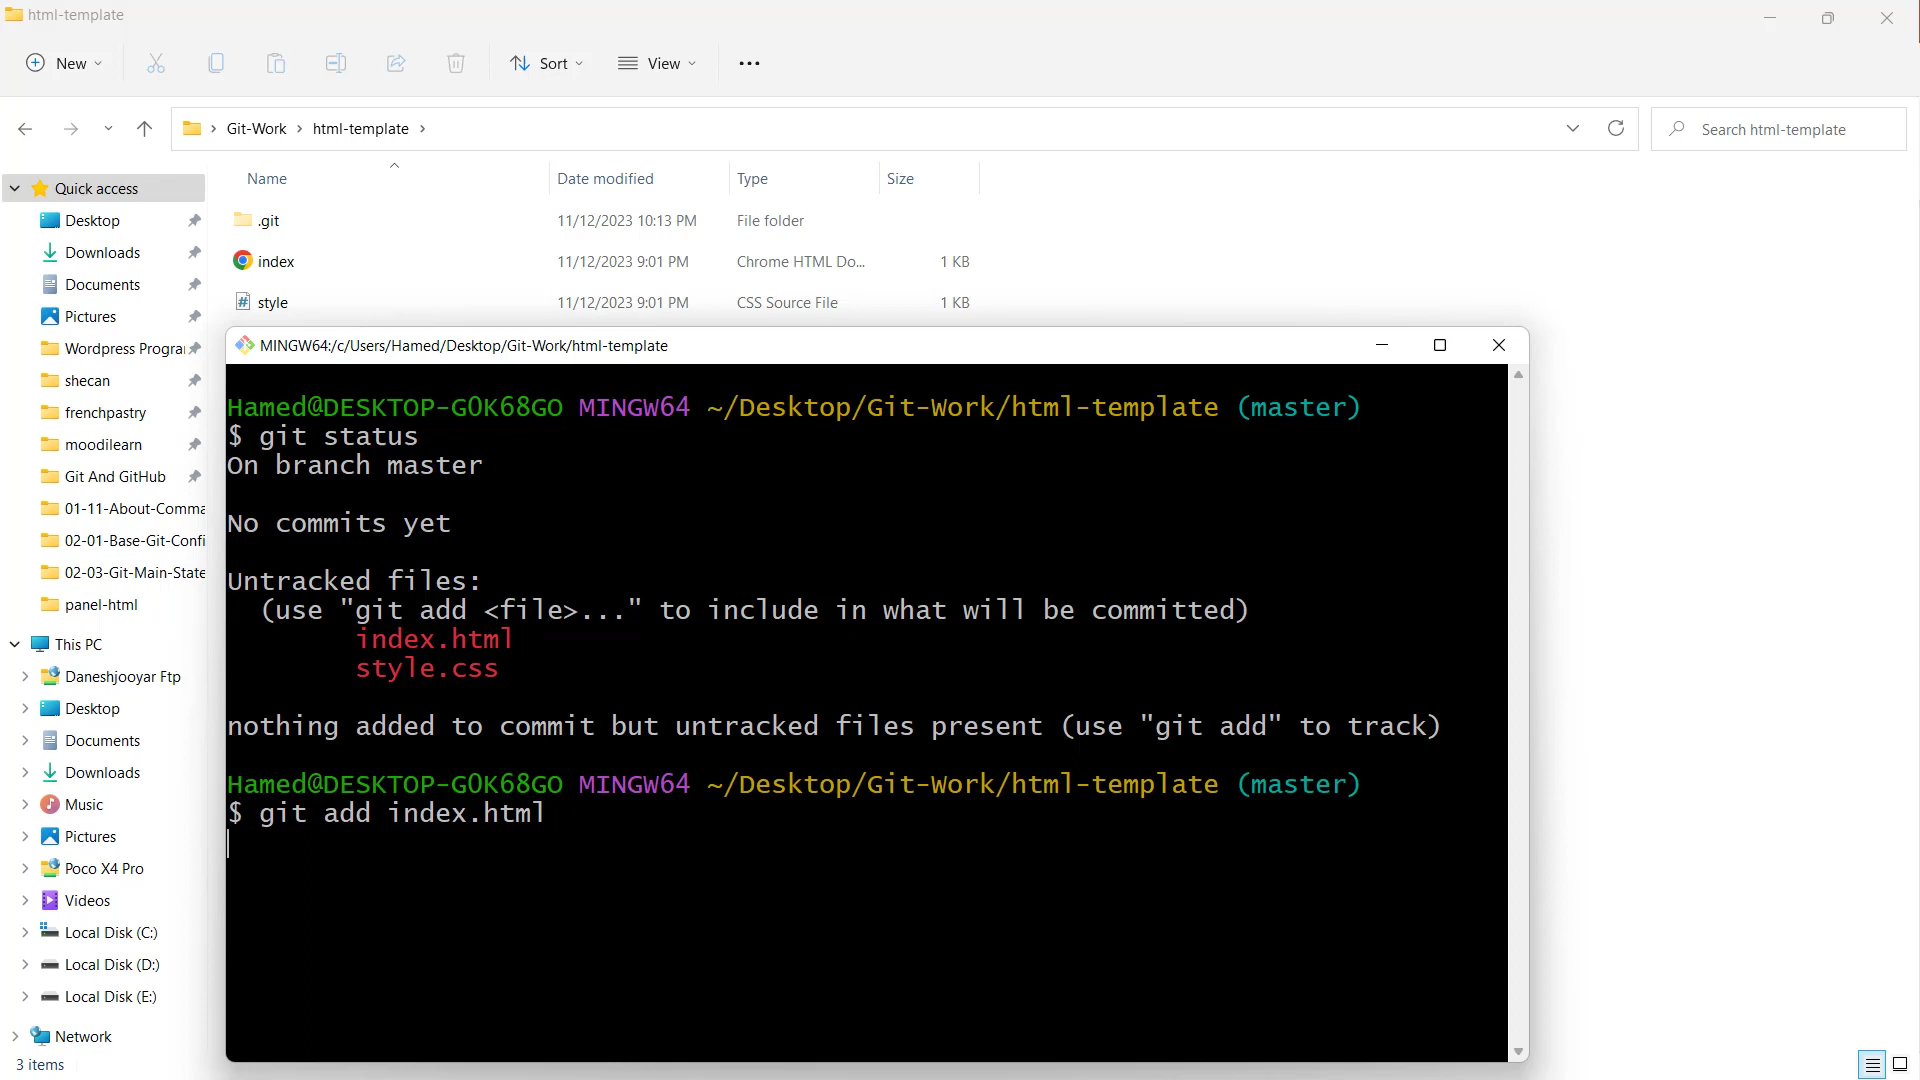 html-template
New
Sort
View
Git-Work
html-template
Search html-template
Name
Date modified
Type
Size
.git
11/12/2023 10:13 PM
File folder
index
11/12/2023 9:01 PM
Chrome HTML Do...
1 KB
style
11/12/2023 9:01 PM
CSS Source File
1 KB
Quick access
Desktop
Downloads
Documents
Pictures
Wordpress Progra
shecan
frenchpastry
moodilearn
Git And GitHub
01-11-About-Comma
02-01-Base-Git-Confi
02-03-Git-Main-State
panel-html
This PC
Daneshjooyar Ftp
Desktop
Documents
Downloads
Music
Pictures
Poco X4 Pro
Videos
Local Disk (C:)
Local Disk (D:)
Local Disk (E:)
Network
3 items
MINGW64:/c/Users/Hamed/Desktop/Git-Work/html-template
Hamed@DESKTOP-G0K68GO MINGW64 ~/Desktop/Git-Work/html-template (master)
$ git status
On branch master
No commits yet
Untracked files:
(use "git add <file>..." to include in what will be committed)
index.html
style.css
nothing added to commit but untracked files present (use "git add" to track)
Hamed@DESKTOP-G0K68GO MINGW64 ~/Desktop/Git-Work/html-template (master)
$ git add index.html